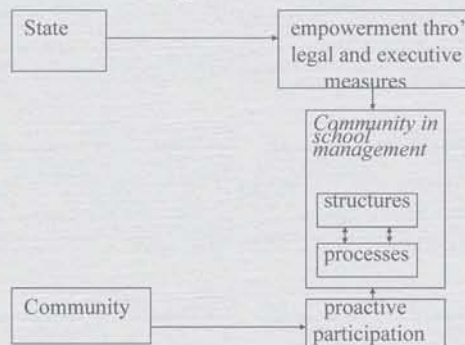 State
empowerment thro'
legal and executive
measures
Community in
school
management
structures
processes
Community
proactive
participation